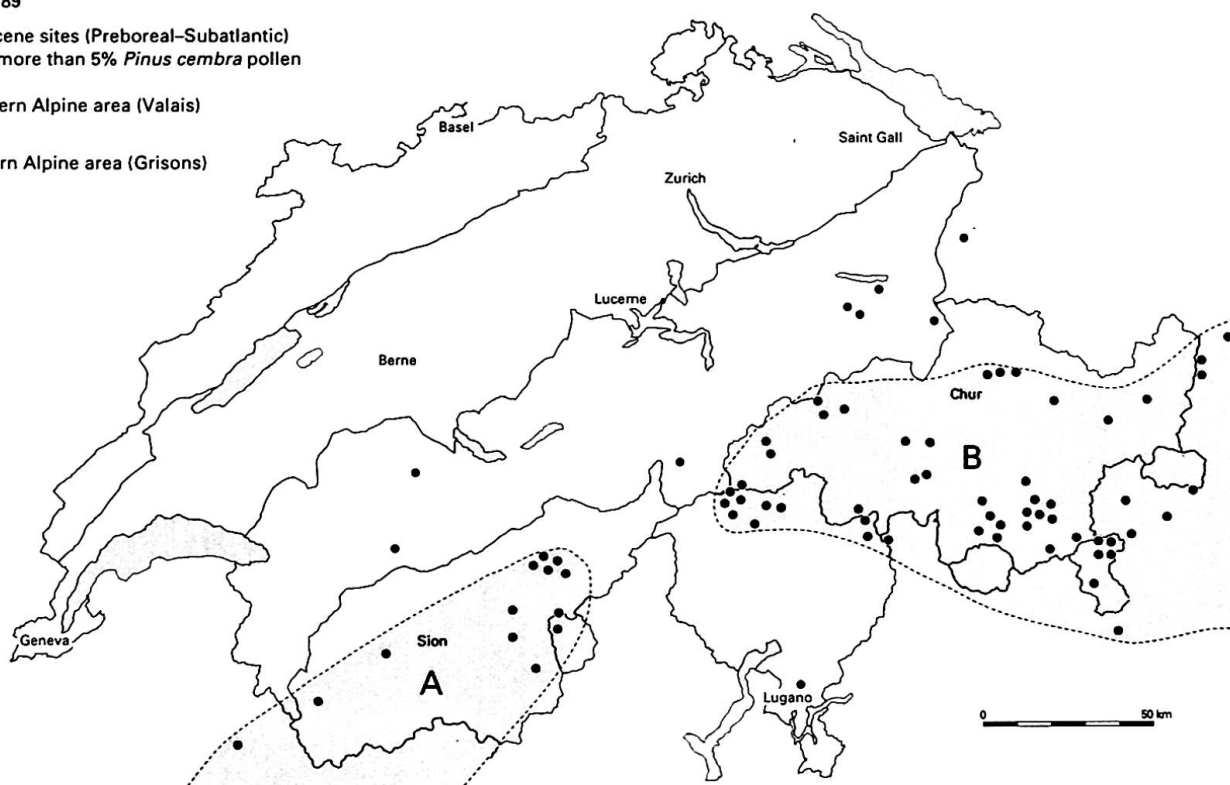 89
cene sites (Preboreal–Subatlantic)
more than 5% Pinus cembra pollen
ern Alpine area (Valais)
rn Alpine area (Grisons)
Basel
Saint Gall
Zurich
Lucerne
Berne
Chur
B
Geneva
Sion
A
Lugano
0 50 km